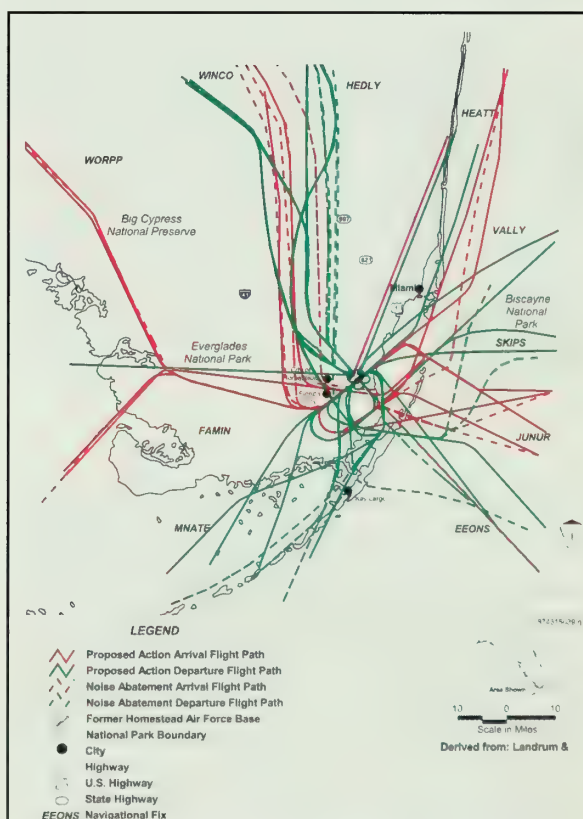 WINCO
HEDLY
HEATT
WORPP
Big Cypress
National Preserve
997
821
VALLY
Miami
Biscayne
National
Park
41
Everglades
National Park
SKIPS
FAMIN
JUNUR
Key Largo
MNATE
EEONS
LEGEND
Proposed Action Arrival Flight Path
Proposed Action Departure Flight Path
Noise Abatement Arrival Flight Path
Noise Abatement Departure Flight Path
Former Homestead Air Force Base
National Park Boundary
City
Highway
U.S. Highway
State Highway
EEONS Navigational Fix
Area Shown
10 0 10
Scale in Miles
Derived from: Landrum &